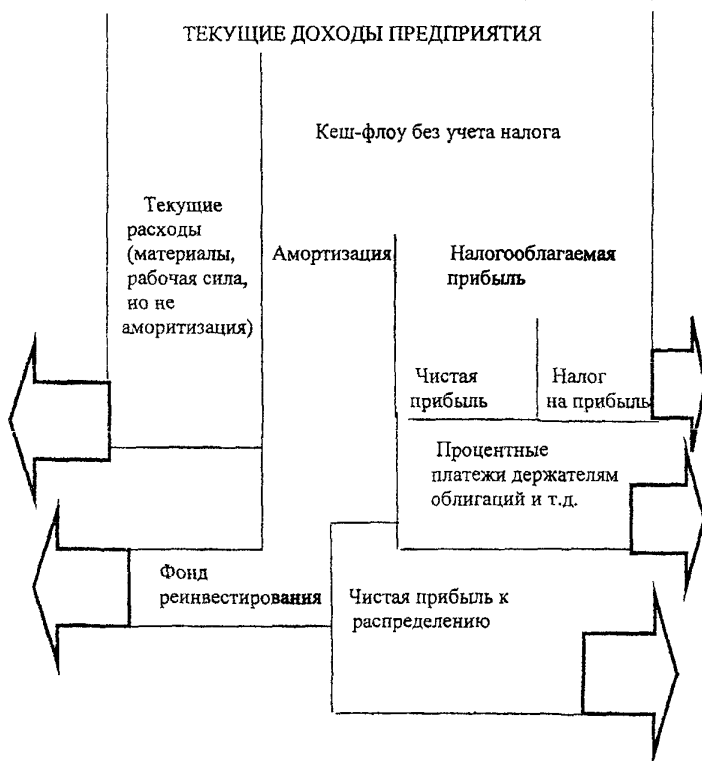 ТЕКУЩИЕ ДОХОДЫ ПРЕДПРИЯТИЯ
Кеш-флоу без учета налога
Текущие
расходы
(материалы,
рабочая сила,
но не
аморитизация)
Амортизация
Налогооблагаемая
прибыль
Чистая
прибыль
Налог
на прибыль
Процентные
платежи держателям
облигаций и т.д.
Фонд
реинвестирования
Чистая прибыль к
распределению